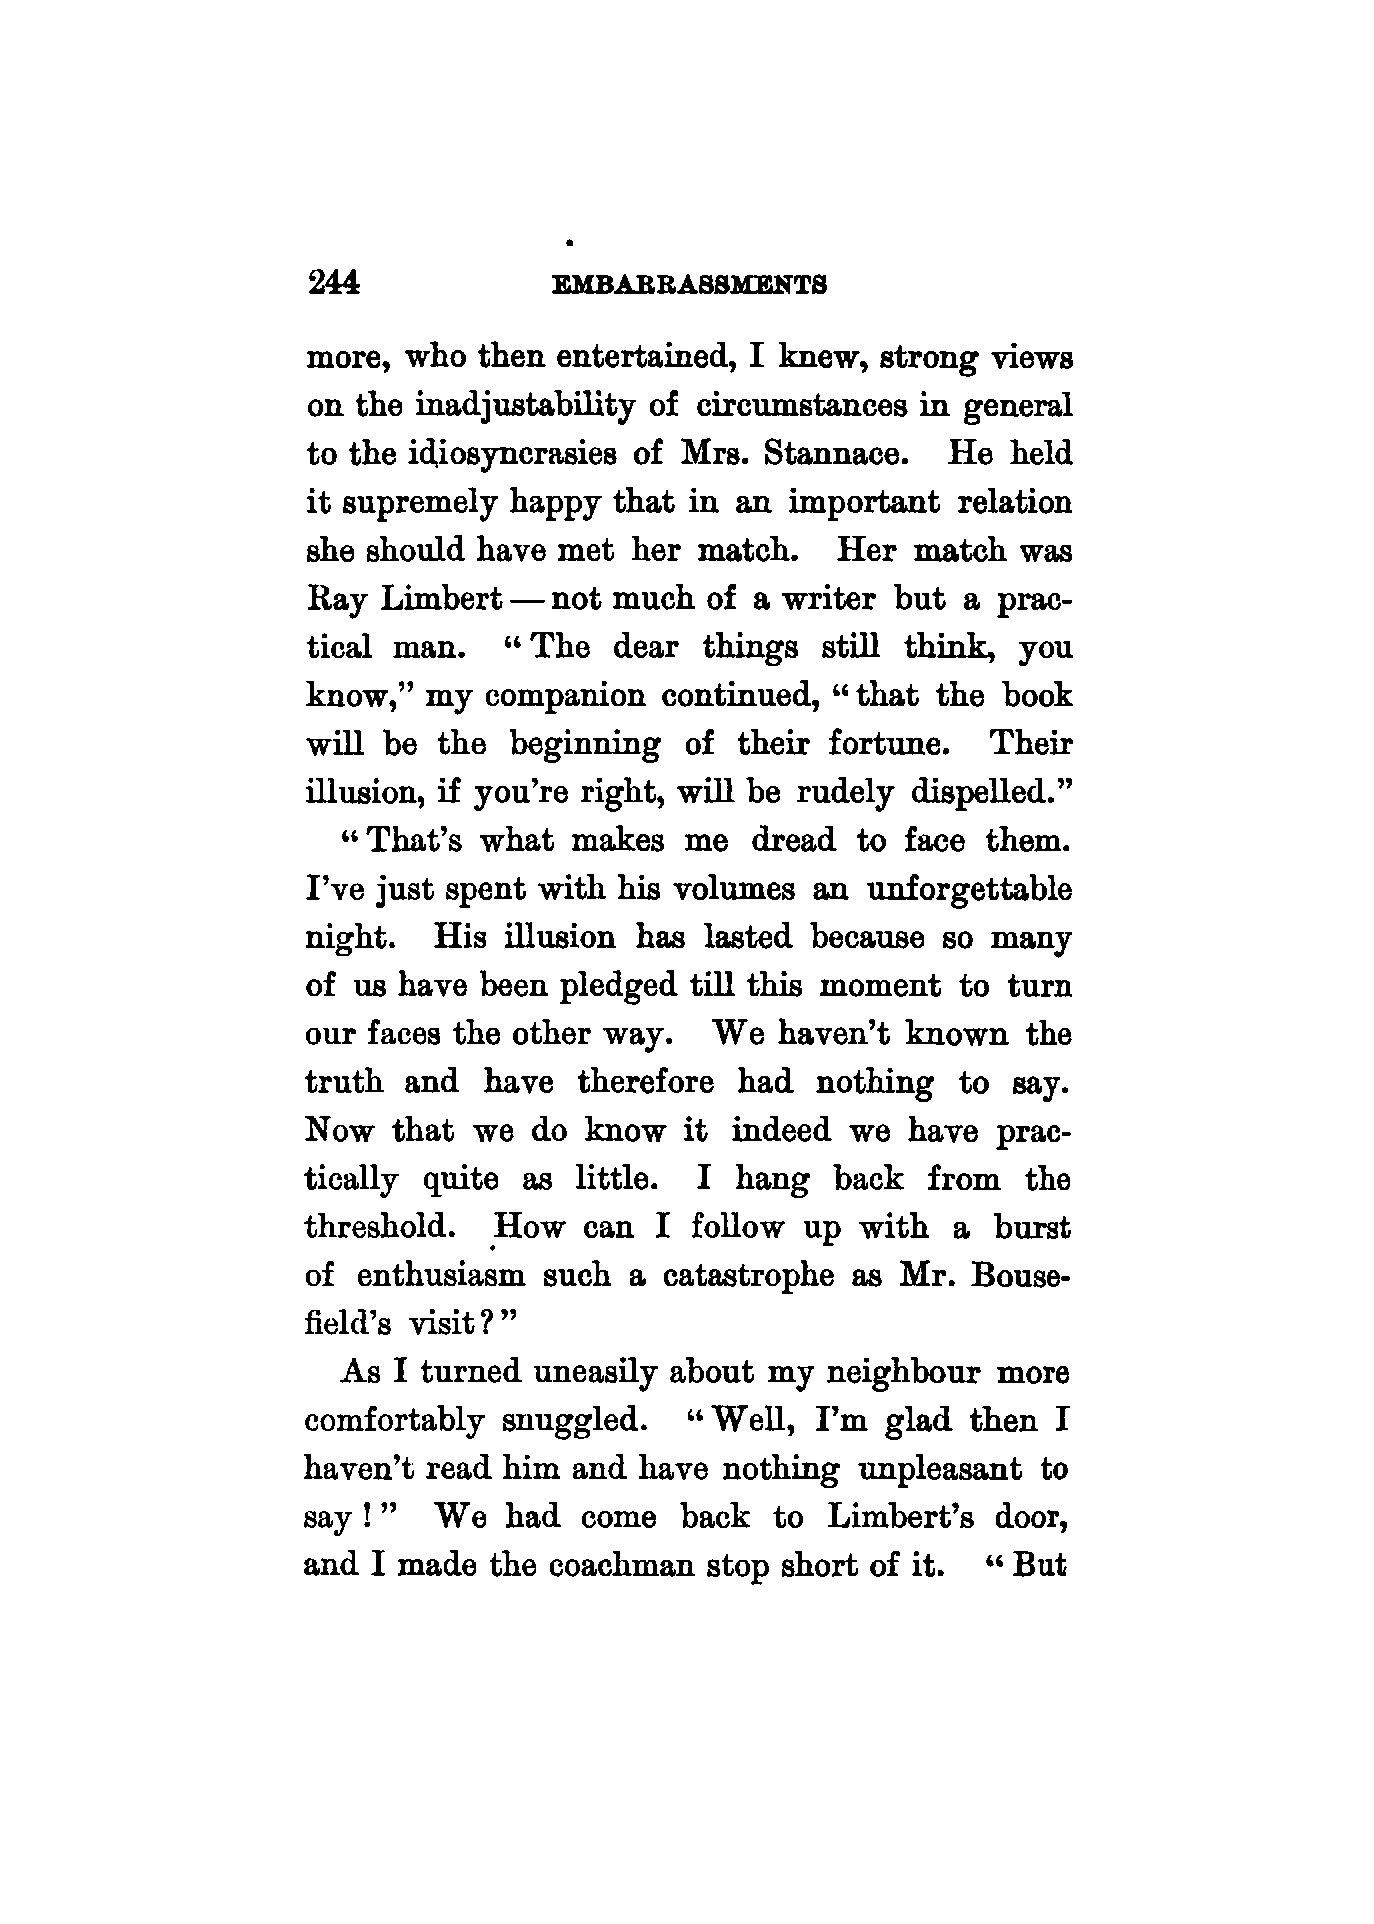 244 EMBARRASSMENTS
more, who then entertained, I knew, strong views
on the inadjustability of circumstances in general
to the idiosyncrasies of Mrs. Stannace. He held
it supremely happy that in an important relation
she should have met her match. Her match was
Ray Limbert — not much of a writer but a prac-
tical man. “ The dear things still think, you
know,” my companion continued, “ that the book
will be the beginning of their fortune. Their
illusion, if you’re right, will be rudely dispelled.”
“ That’s what makes me dread to face them.
I’ve just spent with his volumes an unforgettable
night. His illusion has lasted because so many
of us have been pledged till this moment to turn
our faces the other way. We haven’t known the
truth and have therefore had nothing to say.
Now that we do know it indeed we have prac-
tically quite as little. I hang back from the
threshold. How can I follow up with a burst
of enthusiasm such a catastrophe as Mr. Bouse-
field’s visit? ”
As I turned uneasily about my neighbour more
comfortably snuggled. “ Well, I’m glad then I
haven’t read him and have nothing unpleasant to
say ! ” We had come back to Limbert’s door,
and I made the coachman stop short of it. “ But